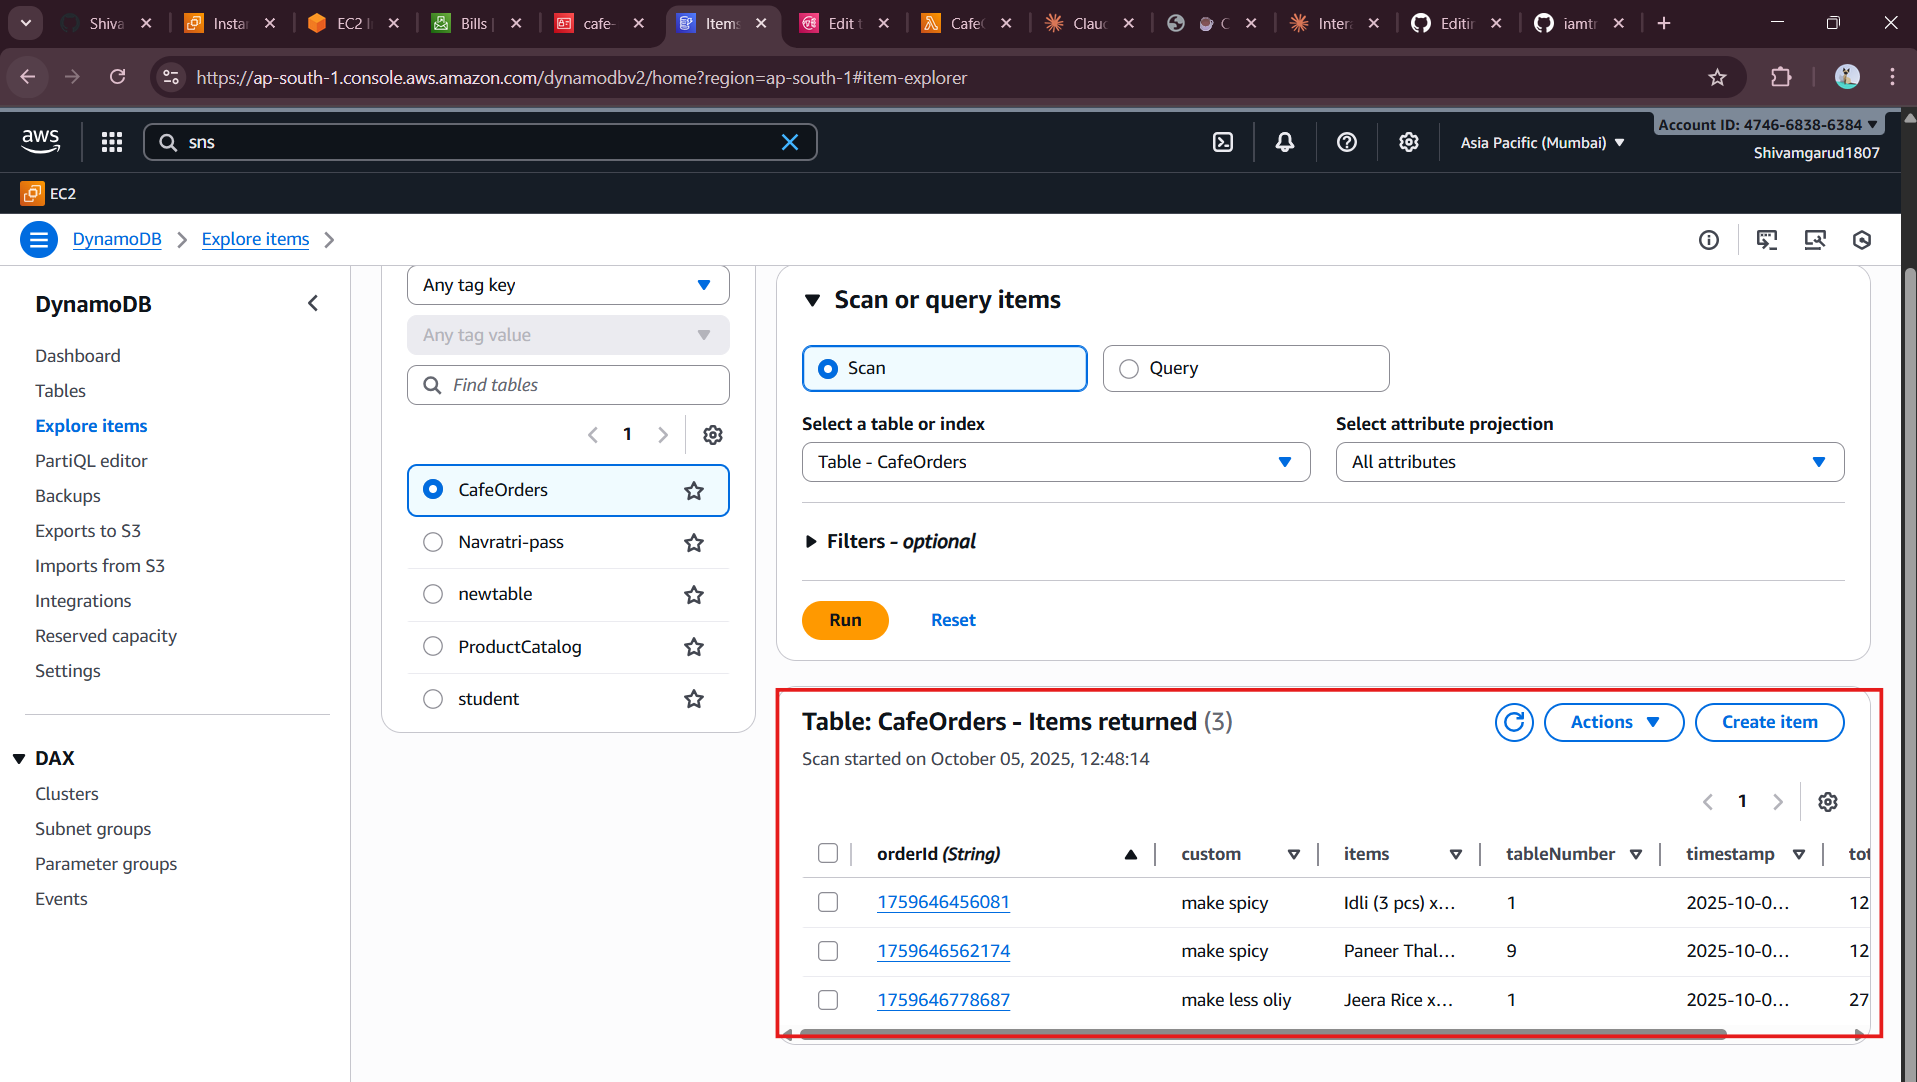 Shiva
Instan
EC2 I
Bills |
cafe-
Items
Edit t
CafeC
Claud
C
Intera
Editin
iamtr
https://ap-south-1.console.aws.amazon.com/dynamodbv2/home?region=ap-south-1#item-explorer
aws
sns
Asia Pacific (Mumbai)
Account ID: 4746-6838-6384
Shivamgarud1807
EC2
DynamoDB
Explore items
DynamoDB
Dashboard
Tables
Explore items
PartiQL editor
Backups
Exports to S3
Imports from S3
Integrations
Reserved capacity
Settings
DAX
Clusters
Subnet groups
Parameter groups
Events
Any tag key
Any tag value
Find tables
1
CafeOrders
Navratri-pass
newtable
ProductCatalog
student
Scan or query items
Scan
Query
Select a table or index
Table - CafeOrders
Select attribute projection
All attributes
Filters - optional
Run
Reset
Table: CafeOrders - Items returned (3)
Scan started on October 05, 2025, 12:48:14
Actions
Create item
1
orderId (String) custom items tableNumber timestamp tot
1759646456081 make spicy Idli (3 pcs) x... 1 2025-10-0... 12
1759646562174 make spicy Paneer Thal... 9 2025-10-0... 12
1759646778687 make less oliy Jeera Rice x... 1 2025-10-0... 27